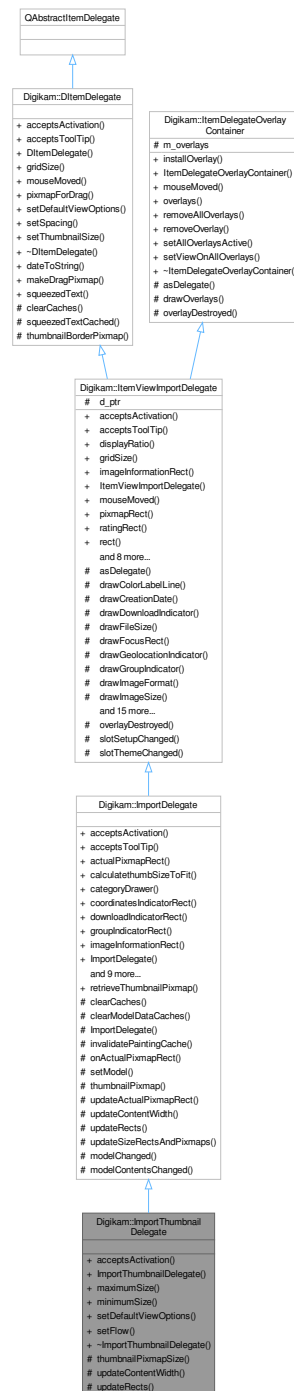 QAbstractItemDelegate
Digikam::DItemDelegate
+ acceptsActivation()
+ acceptsToolTip()
+ DItemDelegate()
+ gridSize()
+ mouseMoved()
+ pixmapForDrag()
+ setDefaultViewOptions()
+ setSpacing()
+ setThumbnailSize()
+ ~DItemDelegate()
+ dateToString()
+ makeDragPixmap()
+ squeezedText()
# clearCaches()
# squeezedTextCached()
# thumbnailBorderPixmap()
Digikam::ItemDelegateOverlay
Container
# m_overlays
+ installOverlay()
+ ItemDelegateOverlayContainer()
+ mouseMoved()
+ overlays()
+ removeAllOverlays()
+ removeOverlay()
+ setAllOverlaysActive()
+ setViewOnAllOverlays()
+ ~ItemDelegateOverlayContainer()
# asDelegate()
# drawOverlays()
# overlayDestroyed()
Digikam::ItemViewImportDelegate
# d_ptr
+ acceptsActivation()
+ acceptsToolTip()
+ displayRatio()
+ gridSize()
+ imageInformationRect()
+ ItemViewImportDelegate()
+ mouseMoved()
+ pixmapRect()
+ ratingRect()
+ rect()
and 8 more...
# asDelegate()
# drawColorLabelLine()
# drawCreationDate()
# drawDownloadIndicator()
# drawFileSize()
# drawFocusRect()
# drawGeolocationIndicator()
# drawGroupIndicator()
# drawImageFormat()
# drawImageSize()
and 15 more...
# overlayDestroyed()
# slotSetupChanged()
# slotThemeChanged()
Digikam::ImportDelegate
+ acceptsActivation()
+ acceptsToolTip()
+ actualPixmapRect()
+ calculatethumbSizeToFit()
+ categoryDrawer()
+ coordinatesIndicatorRect()
+ downloadIndicatorRect()
+ groupIndicatorRect()
+ imageInformationRect()
+ ImportDelegate()
and 9 more...
+ retrieveThumbnailPixmap()
# clearCaches()
# clearModelDataCaches()
# ImportDelegate()
# invalidatePaintingCache()
# onActualPixmapRect()
# setModel()
# thumbnailPixmap()
# updateActualPixmapRect()
# updateContentWidth()
# updateRects()
# updateSizeRectsAndPixmaps()
# modelChanged()
# modelContentsChanged()
Digikam::ImportThumbnail
Delegate
+ acceptsActivation()
+ ImportThumbnailDelegate()
+ maximumSize()
+ minimumSize()
+ setDefaultViewOptions()
+ setFlow()
+ ~ImportThumbnailDelegate()
# thumbnailPixmapSize()
# updateContentWidth()
# updateRects()